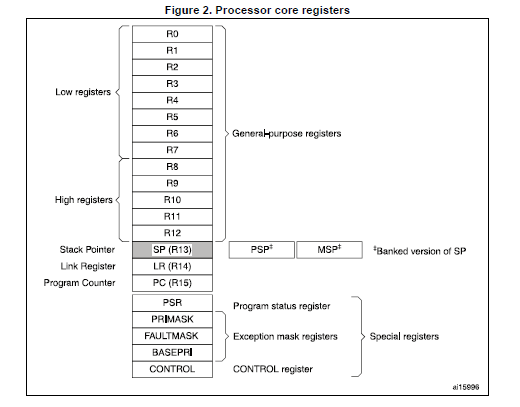 Figure 2. Processor core registers
R0
R1
R2
R3
Low registers
R4
R5
R6
General-purpose registers
R7
R8
R9
High registers
R10
R11
R12
Stack Pointer SP (R13) PSP‡ MSP‡ ‡Banked version of SP
Link Register LR (R14)
Program Counter PC (R15)
PSR Program status register
PRIMASK
FAULTMASK Exception mask registers Special registers
BASEPRI
CONTROL CONTROL register
ai15996